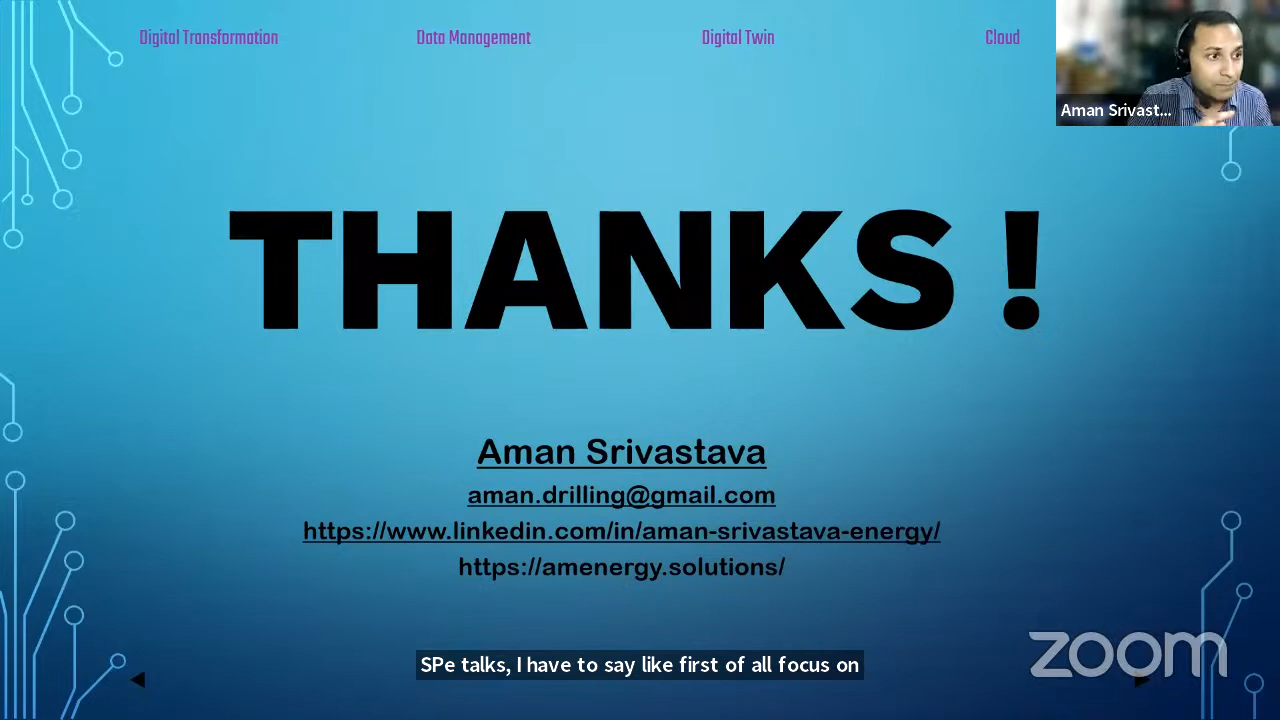 Digital Transformation
Data Management
Digital Twin
Cloud
Aman Srivast...
THANKS !
Aman Srivastava
aman.drilling@gmail.com
https://www.linkedin.com/in/aman-srivastava-energy/
https://amenergy.solutions/
SPe talks, I have to say like first of all focus on
zoom